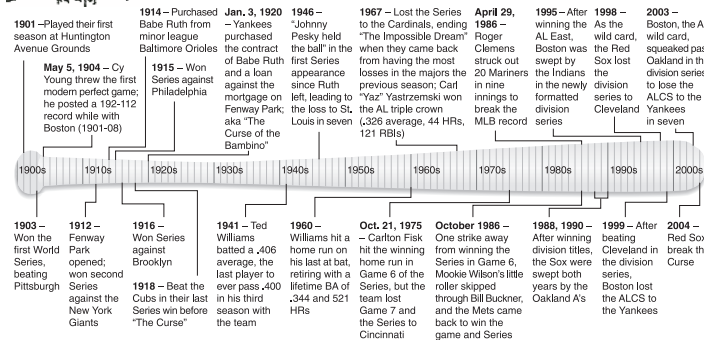 1901 –Played their first
season at Huntington
Avenue Grounds
May 5, 1904 – Cy
Young threw the first
modern perfect game;
he posted a 192-112
record while with
Boston (1901-08)
1914 – Purchased
Babe Ruth from
minor league
Baltimore Orioles
1915 – Won
Series against
Philadelphia
Jan. 3, 1920
– Yankees
purchased
the contract
of Babe Ruth
and a loan
against the
mortgage on
Fenway Park;
aka "The
Curse of the
Bambino"
1946 –
"Johnny
Pesky held
the ball" in the
first Series
appearance
since Ruth
left, leading to
the loss to St.
Louis in seven
1967 – Lost the Series
to the Cardinals, ending
"The Impossible Dream"
when they came back
from having the most
losses in the majors the
previous season; Carl
"Yaz" Yastrzemski won
the AL triple crown
(.326 average, 44 HRs,
121 RBIs)
April 29,
1986 –
Roger
Clemens
struck out
20 Mariners
in nine
innings to
break the
MLB record
1995 – After
winning the
AL East,
Boston was
swept by
the Indians
in the newly
formatted
division
series
1998 –
As the
wild card,
the Red
Sox lost
the
division
series to
Cleveland
2003 –
Boston, the A
wild card,
squeaked pas
Oakland in th
division series
to lose the
ALCS to the
Yankees
in seven
1900s 1910s 1920s 1930s 1940s 1950s 1960s 1970s 1980s 1990s 2000s
1903 –
Won the
first World
Series,
beating
Pittsburgh
1912 –
Fenway
Park
opened;
won second
Series
against the
New York
Giants
1916 –
Won Series
against
Brooklyn
1918 – Beat the
Cubs in their last
Series win before
"The Curse"
1941 – Ted
Williams
batted a .406
average, the
last player to
ever pass .400
in his third
season with
the team
1960 –
Williams hit a
home run on
his last at bat,
retiring with a
lifetime BA of
.344 and 521
HRs
Oct. 21, 1975
– Carlton Fisk
hit the winning
home run in
Game 6 of the
Series, but the
team lost
Game 7 and
the Series to
Cincinnati
October 1986 –
One strike away
from winning the
Series in Game 6,
Mookie Wilson's little
roller skipped
through Bill Buckner,
and the Mets came
back to win the
game and Series
1988, 1990 –
After winning
division titles,
the Sox were
swept both
years by the
Oakland A's
1999 – After
beating
Cleveland in
the division
series,
Boston lost
the ALCS to
the Yankees
2004 –
Red Sox
break th
Curse